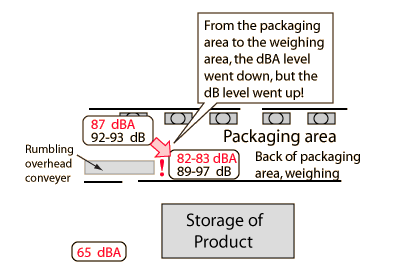 From the packaging
area to the weighing
area, the dBA level
went down, but the
dB level went up!
87 dBA
92-93 dB
Packaging area
Rumbling
overhead
conveyer
!
82-83 dBA
89-97 dB
Back of packaging
area, weighing
Storage of
Product
65 dBA